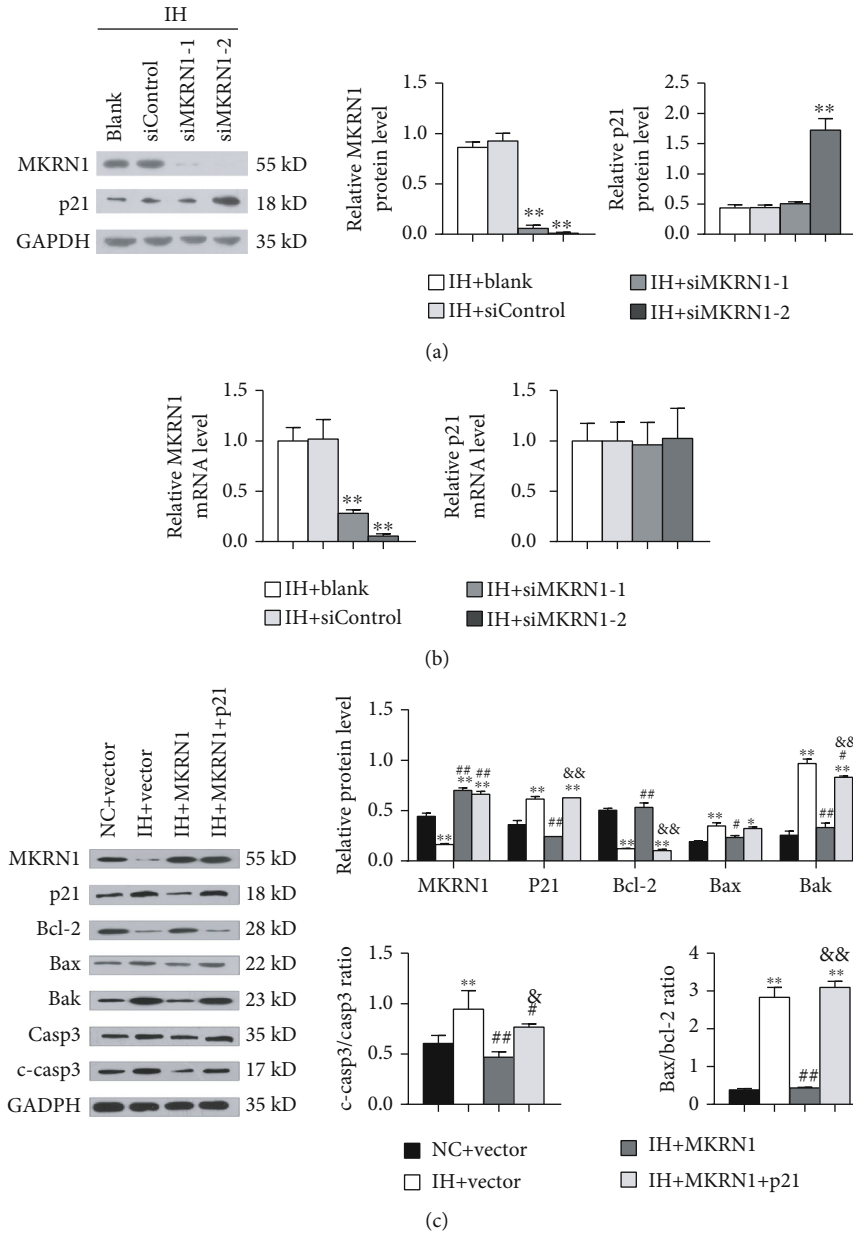 IH
Blank
siControl
siMKRN1-1
siMKRN1-2
MKRN1 55 kD
p21 18 kD
GAPDH 35 kD
Relative MKRN1
protein level
1.5
1.0
0.5
0.0
**
**
Relative p21
protein level
2.5
2.0
1.5
1.0
0.5
0.0
**
IH+blank
IH+siControl
IH+siMKRN1-1
IH+siMKRN1-2
(a)
Relative MKRN1
mRNA level
1.5
1.0
0.5
0.0
**
**
Relative p21
mRNA level
1.5
1.0
0.5
0.0
IH+blank
IH+siControl
IH+siMKRN1-1
IH+siMKRN1-2
(b)
NC+vector
IH+vector
IH+MKRN1
IH+MKRN1+p21
MKRN1 55 kD
p21 18 kD
Bcl-2 28 kD
Bax 22 kD
Bak 23 kD
Casp3 35 kD
c-casp3 17 kD
GADPH 35 kD
Relative protein level
1.5
1.0
0.5
0.0
**
##
**
##
**
**
##
&&
**
**
##
&&
**
**
#
*
**
##
&&
#
**
MKRN1 P21 Bcl-2 Bax Bak
c-casp3/casp3 ratio
1.5
1.0
0.5
0.0
**
##
&
#
Bax/bcl-2 ratio
4
3
2
1
0
**
##
&&
**
NC+vector
IH+vector
IH+MKRN1
IH+MKRN1+p21
(c)